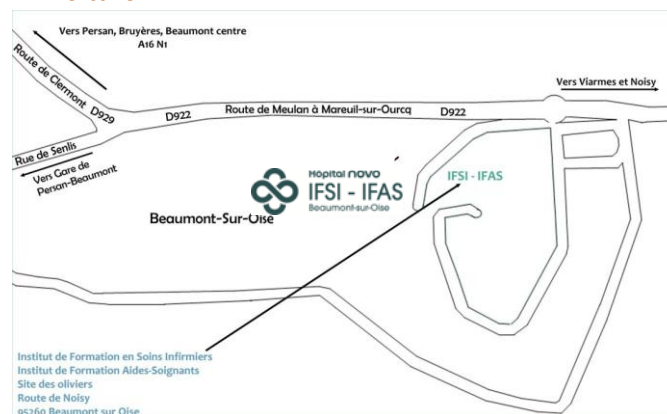 Vers Persan, Bruyères, Beaumont centre
A16 N1
Route de Clermont
D929
Vers Viarmes et Noisy
D922
Route de Meulan à Mareuil-sur-Ourcq
D922
Rue de Senlis
Vers Gare de
Persan-Beaumont
Hôpital novo
IFSI - IFAS
Beaumont-sur-Oise
IFSI - IFAS
Beaumont-Sur-Oise
Institut de Formation en Soins Infirmiers
Institut de Formation Aides-Soignants
Site des oliviers
Route de Noisy
95260 Beaumont sur Oise